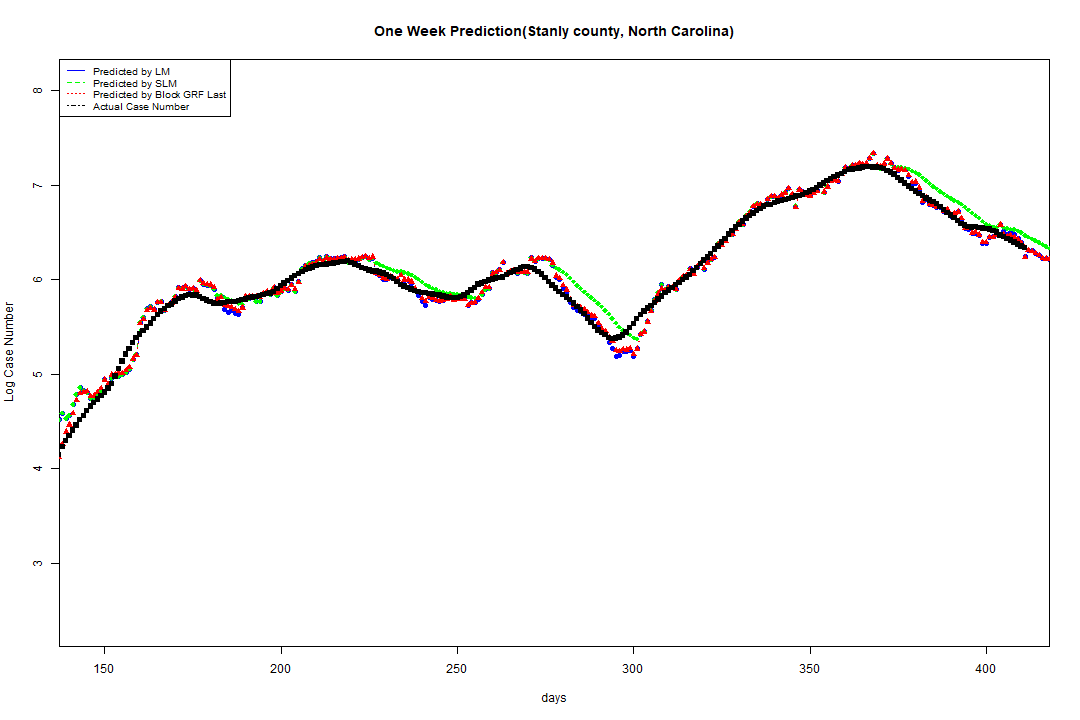 One Week Prediction(Stanly county, North Carolina)
Predicted by LM
Predicted by SLM
Predicted by Block GRF Last
Actual Case Number
8
7
6
5
4
3
Log Case Number
150 200 250 300 350 400
days